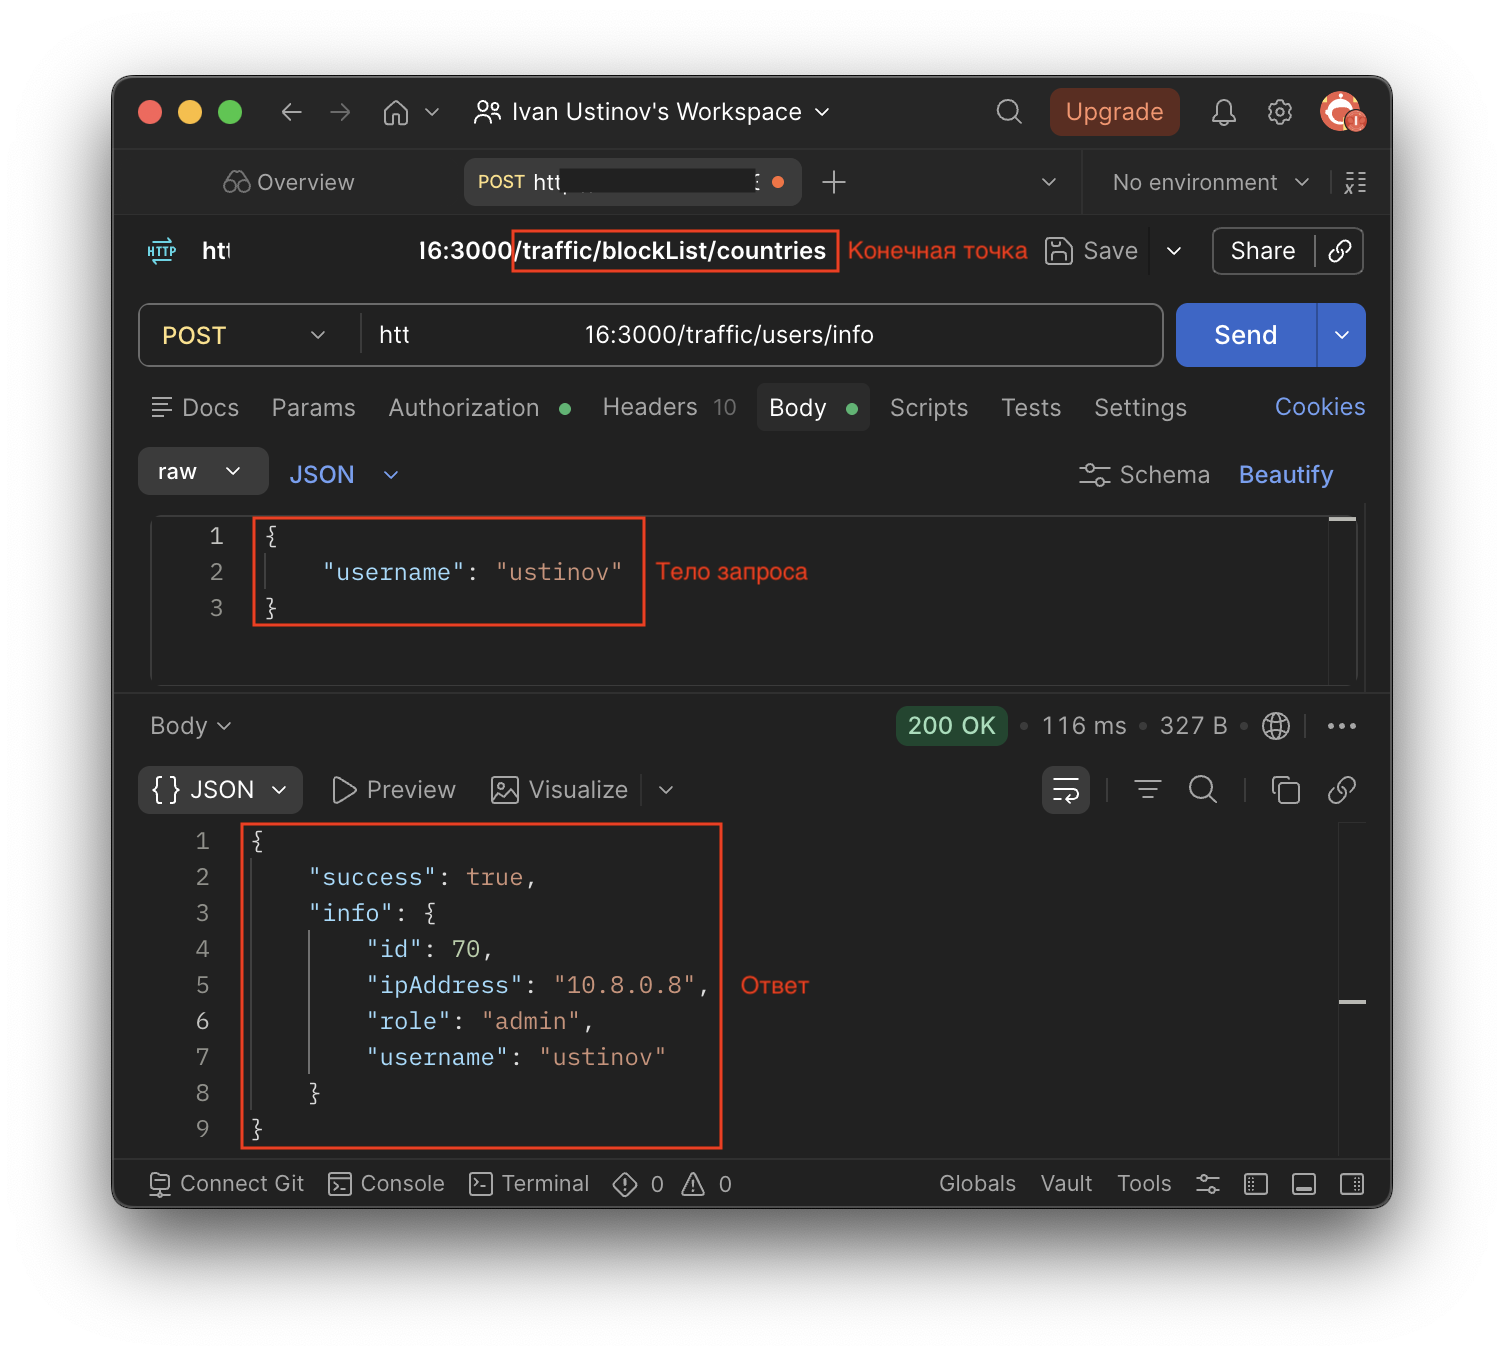 Ivan Ustinov's Workspace
Upgrade
Overview
POST htt
No environment
HTTP
htt
16:3000/traffic/blockList/countries
Конечная точка
Save
Share
POST
htt
16:3000/traffic/users/info
Send
Docs
Params
Authorization
Headers 10
Body
Scripts
Tests
Settings
Cookies
raw
JSON
Schema
Beautify
1 {
2 "username": "ustinov"
3 }
Тело запроса
Body
200 OK
116 ms
327 B
{} JSON
Preview
Visualize
1 {
2 "success": true,
3 "info": {
4 "id": 70,
5 "ipAddress": "10.8.0.8",
6 "role": "admin",
7 "username": "ustinov"
8 }
9 }
Ответ
Connect Git
Console
Terminal
0
0
Globals
Vault
Tools